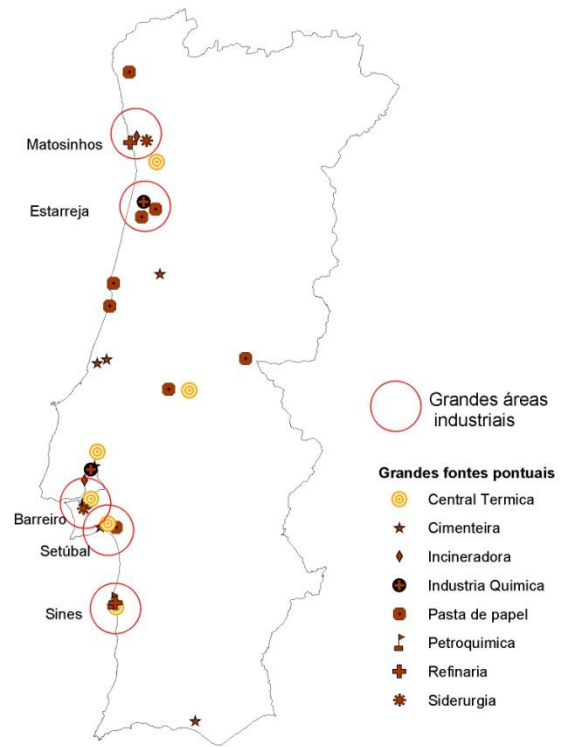 Matosinhos
Estarreja
Barreiro
Setúbal
Sines
Grandes áreas
industriais
Grandes fontes pontuais
Central Termica
Cimenteira
Incineradora
Industria Quimica
Pasta de papel
Petroquimica
Refinaria
Siderurgia